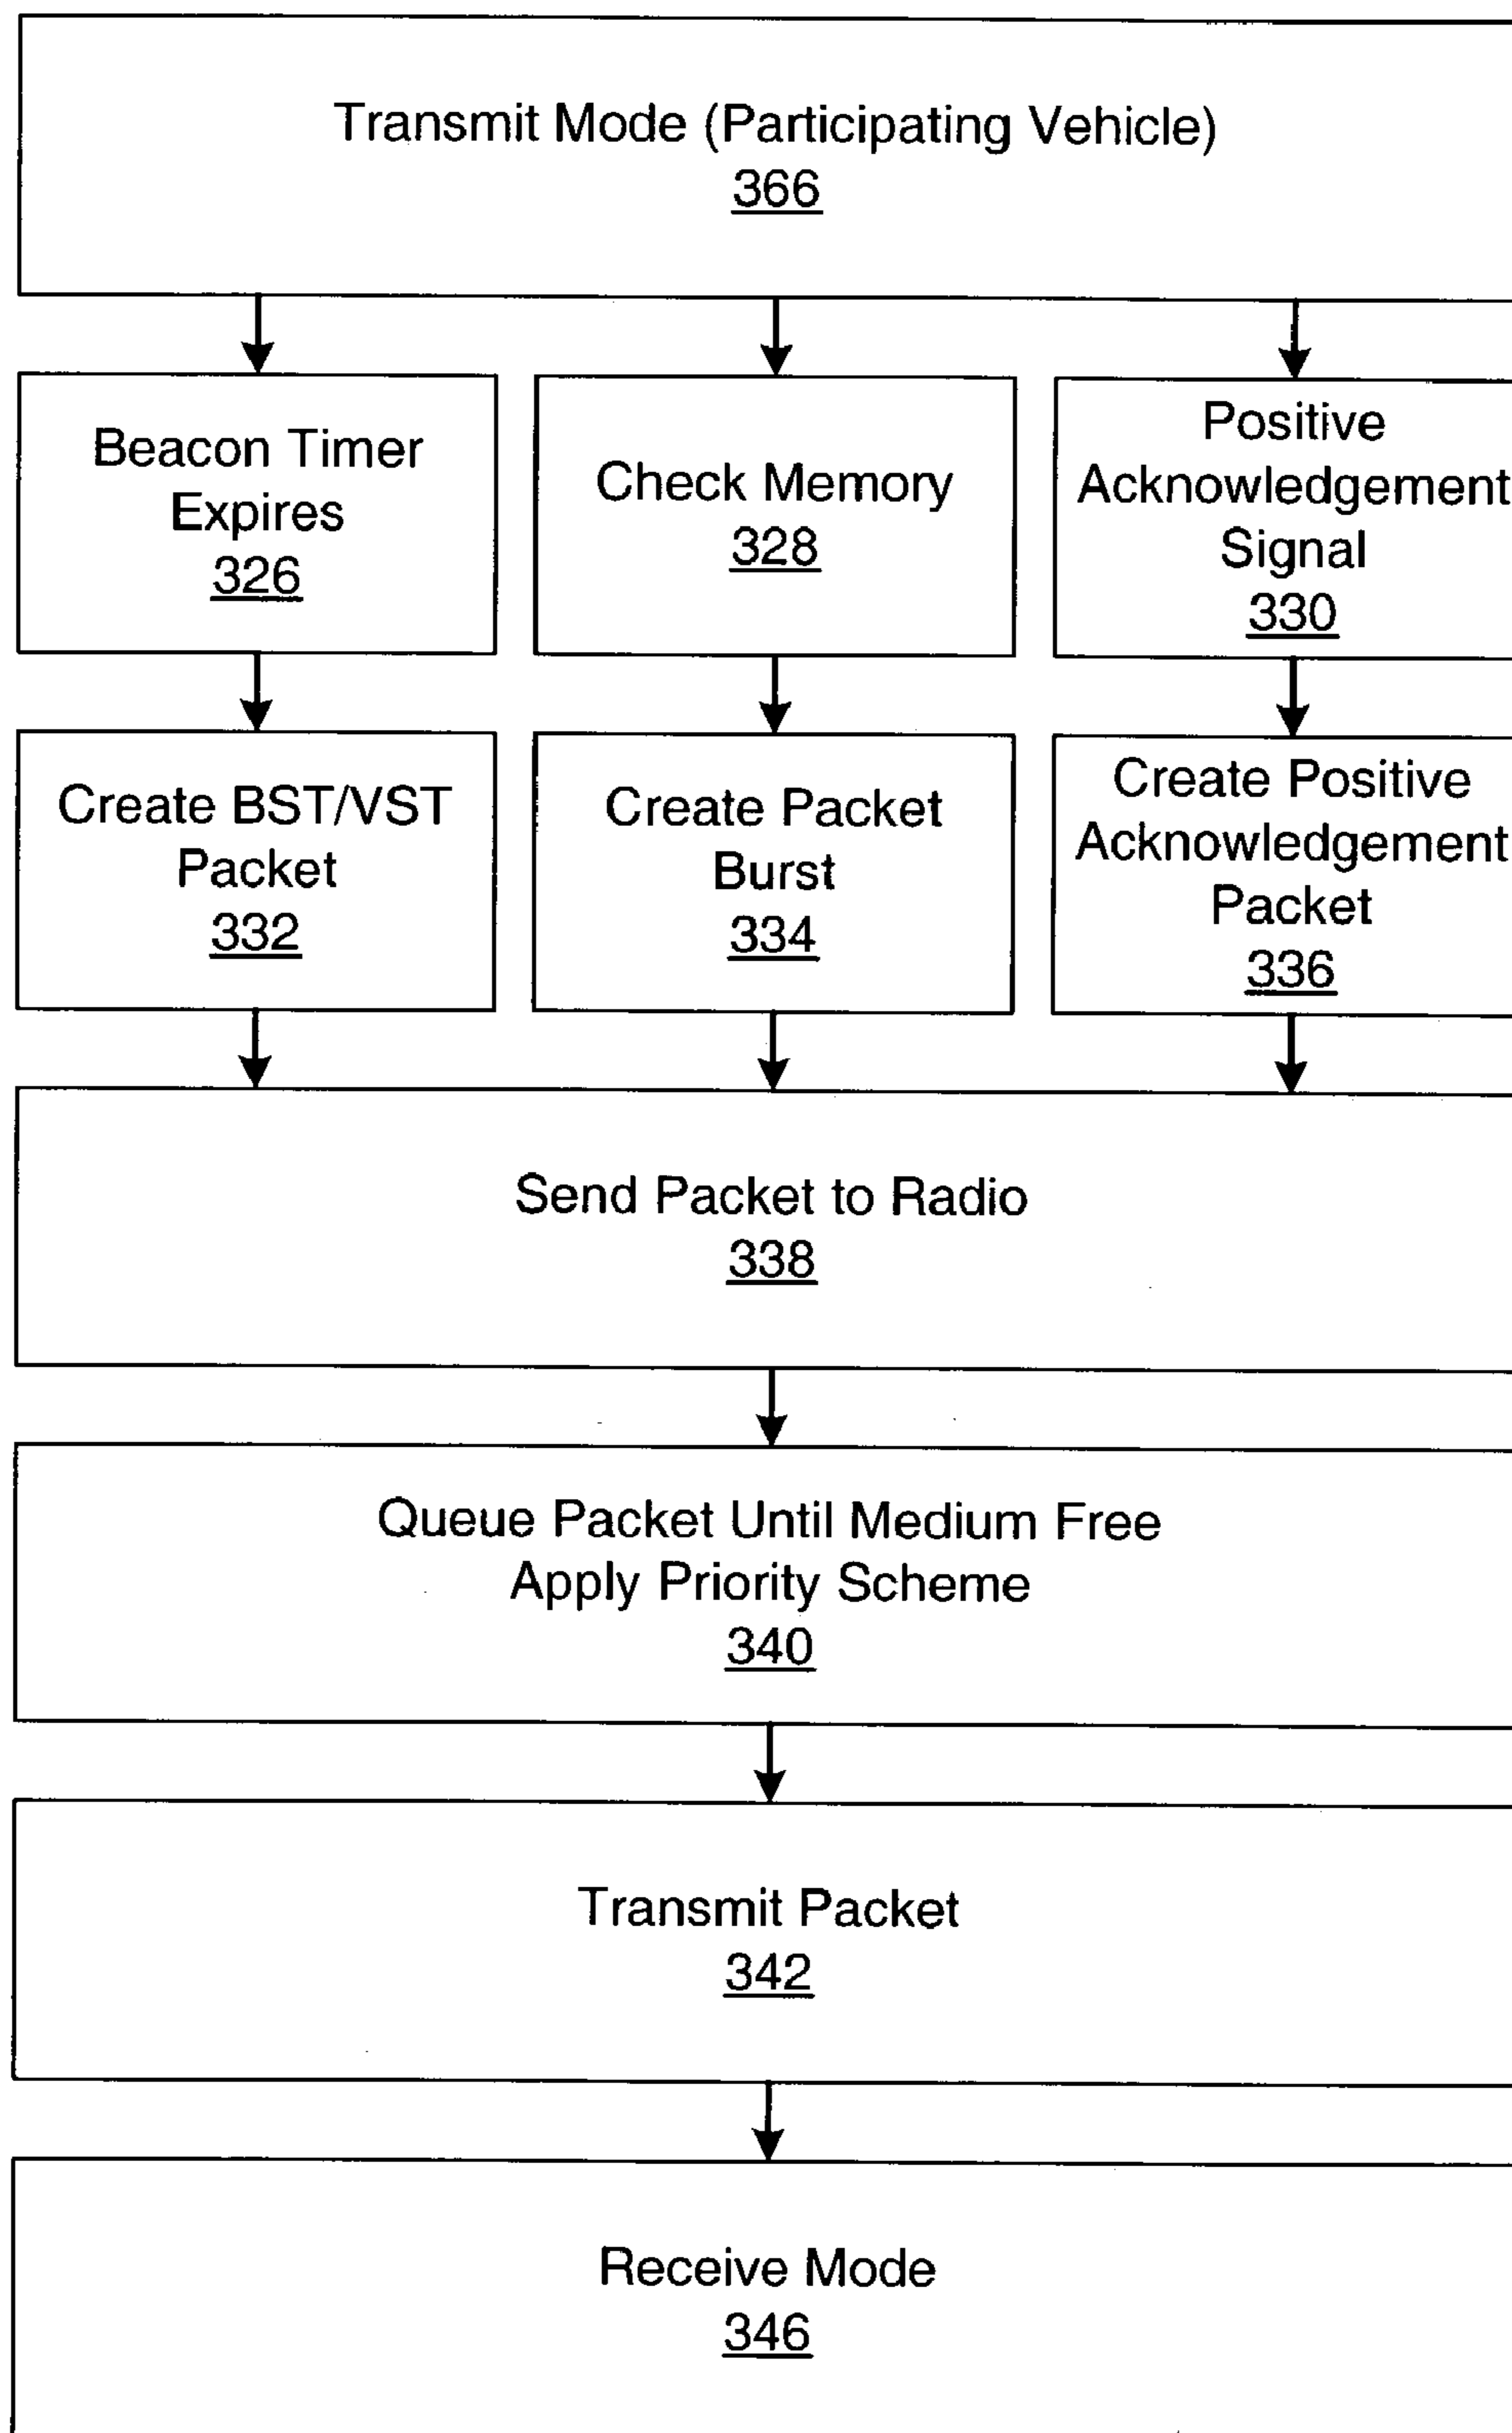 Transmit Mode (Participating Vehicle)
366
Beacon Timer
Expires
326
Check Memory
328
Positive
Acknowledgement
Signal
330
Create BST/VST
Packet
332
Create Packet
Burst
334
Create Positive
Acknowledgement
Packet
336
Send Packet to Radio
338
Queue Packet Until Medium Free
Apply Priority Scheme
340
Transmit Packet
342
Receive Mode
346